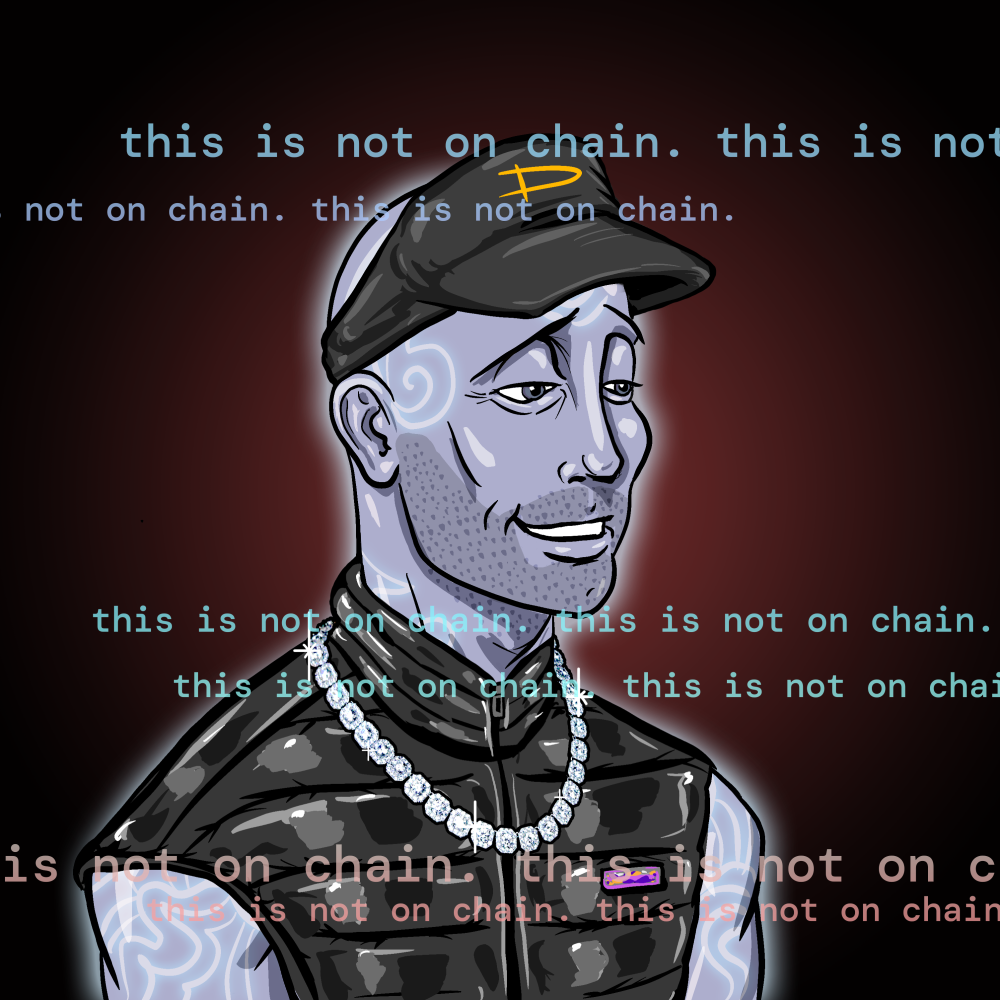 this is not on chain. this is not
not on chain. this is not on chain.
this is not on chain. this is not on chain.
this is not on chain. this is not on chai
is not on chain. this is not on c
this is not on chain. this is not on chain
D